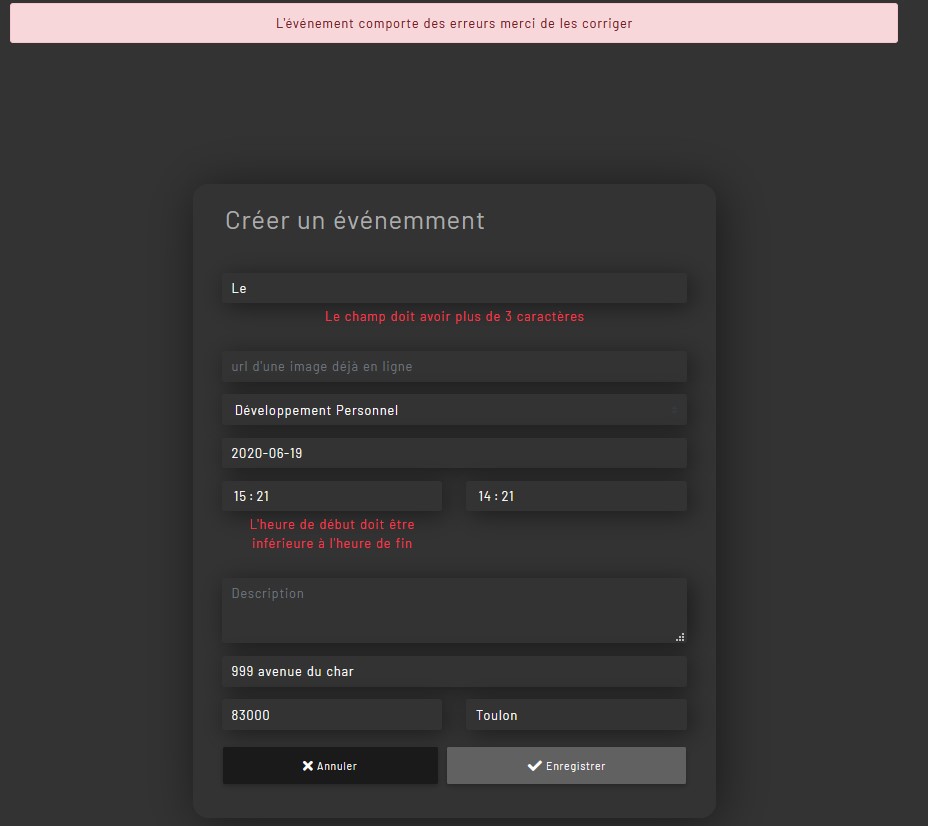 L'événement comporte des erreurs merci de les corriger
Créer un événemment
Le
Le champ doit avoir plus de 3 caractères
url d'une image déjà en ligne
Développement Personnel
2020-06-19
15 : 21
14 : 21
L'heure de début doit être
inférieure à l'heure de fin
Description
999 avenue du char
83000
Toulon
Annuler
Enregistrer